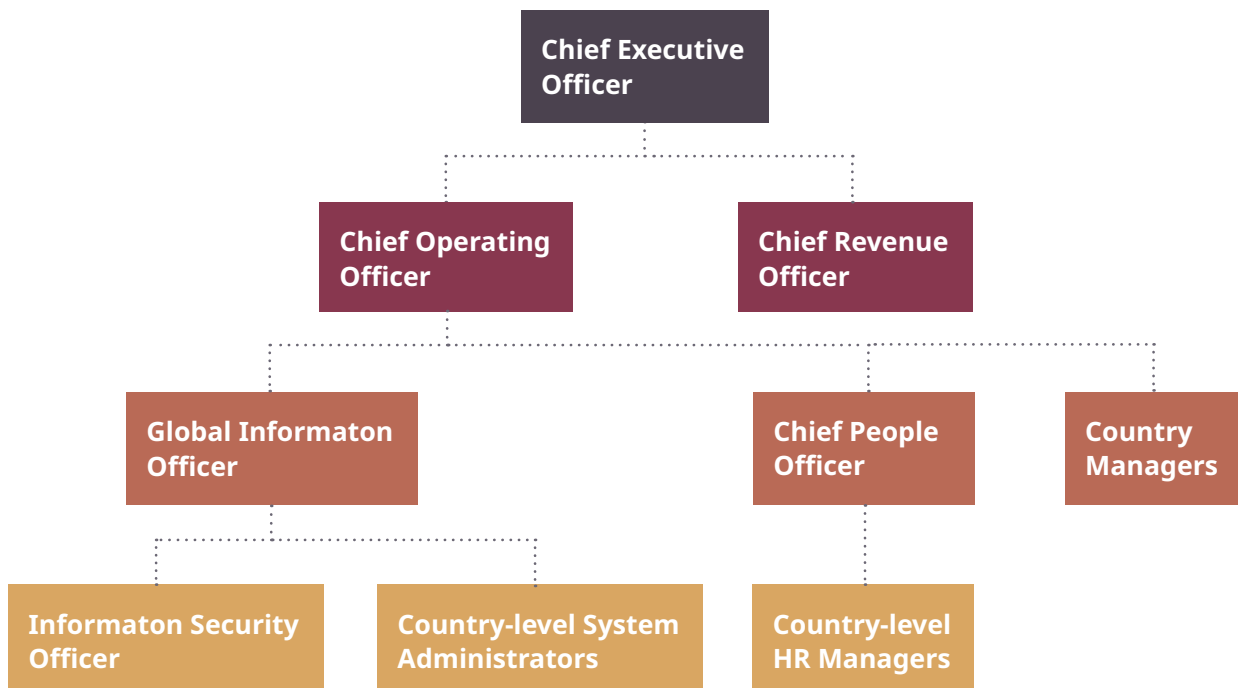 Chief Executive
Officer
Chief Operating
Officer
Chief Revenue
Officer
Global Informaton
Officer
Chief People
Officer
Country
Managers
Informaton Security
Officer
Country-level System
Administrators
Country-level
HR Managers